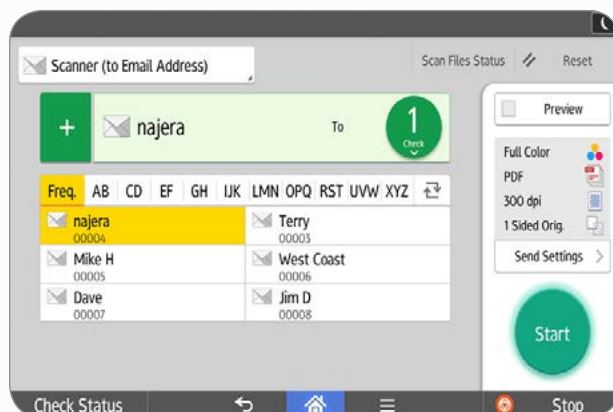 Scanner (to Email Address)
Scan Files Status
Reset
+
najera
To
1
Check
Preview
Full Color
PDF
300 dpi
1 Sided Orig.
Send Settings >
Freq. AB CD EF GH IJK LMN OPQ RST UVW XYZ
najera
00004
Terry
00003
Mike H
00005
West Coast
00006
Dave
00007
Jim D
00008
Start
Check Status
Stop